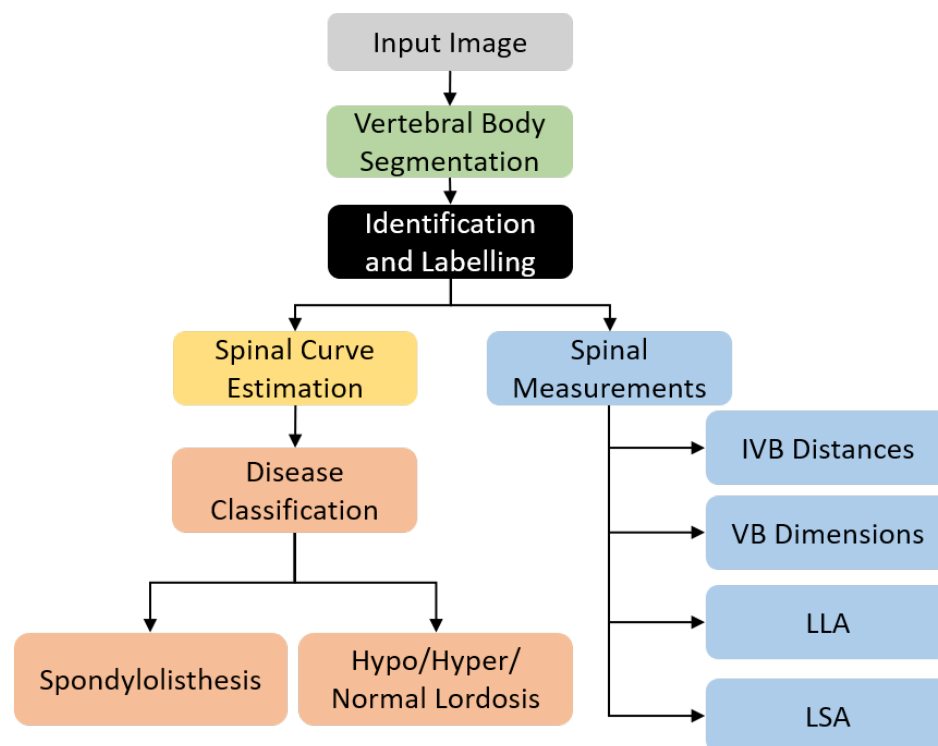 Input Image
Vertebral Body
Segmentation
Identification
and Labelling
Spinal Curve
Estimation
Spinal
Measurements
Disease
Classification
IVB Distances
VB Dimensions
LLA
LSA
Spondylolisthesis
Hypo/Hyper/
Normal Lordosis